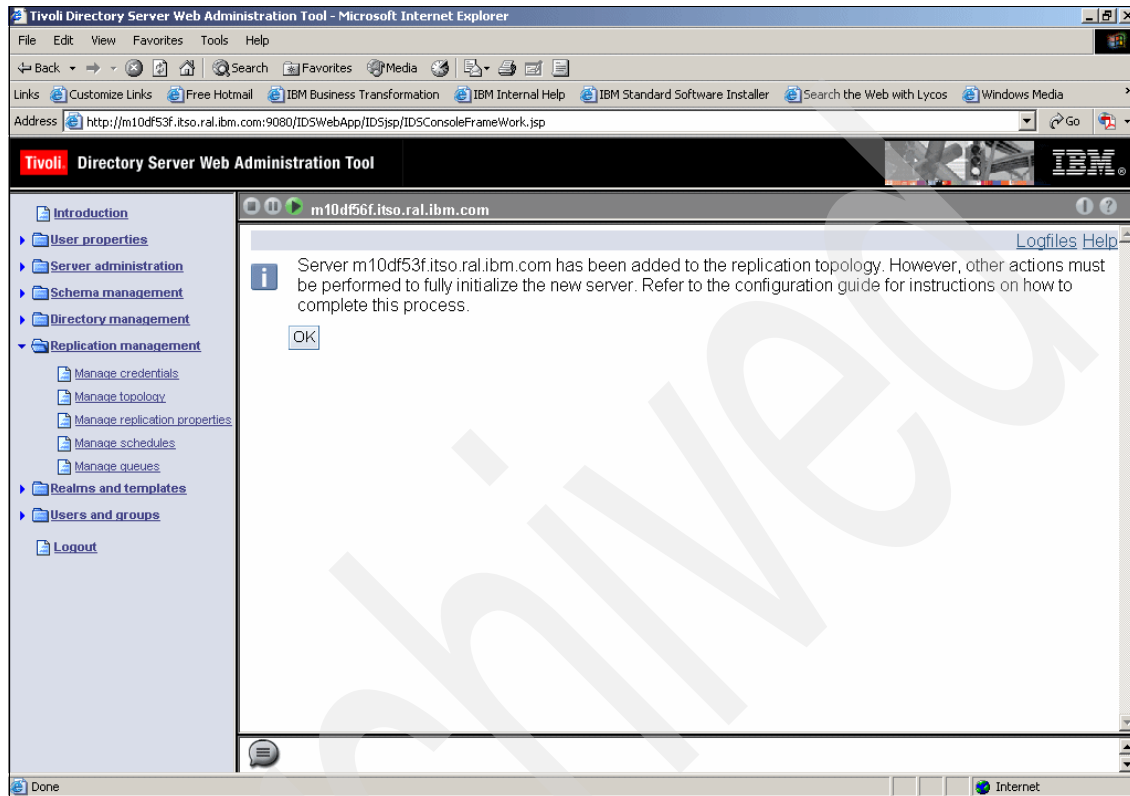 Tivoli Directory Server Web Administration Tool - Microsoft Internet Explorer
File Edit View Favorites Tools Help
Back Search Favorites Media
Links Customize Links Free Hotmail IBM Business Transformation IBM Internal Help IBM Standard Software Installer Search the Web with Lycos Windows Media
Address http://m10df53f.itso.ral.ibm.com:9080/IDSWebApp/IDSjsp/IDSConsoleFrameWork.jsp Go
Tivoli. Directory Server Web Administration Tool IBM®
m10df56f.itso.ral.ibm.com
Introduction
User properties
Server administration
Schema management
Directory management
Replication management
Manage credentials
Manage topology
Manage replication properties
Manage schedules
Manage queues
Realms and templates
Users and groups
Logout
Logfiles Help
Server m10df53f.itso.ral.ibm.com has been added to the replication topology. However, other actions must
be performed to fully initialize the new server. Refer to the configuration guide for instructions on how to
complete this process.
OK
Done Internet
chived